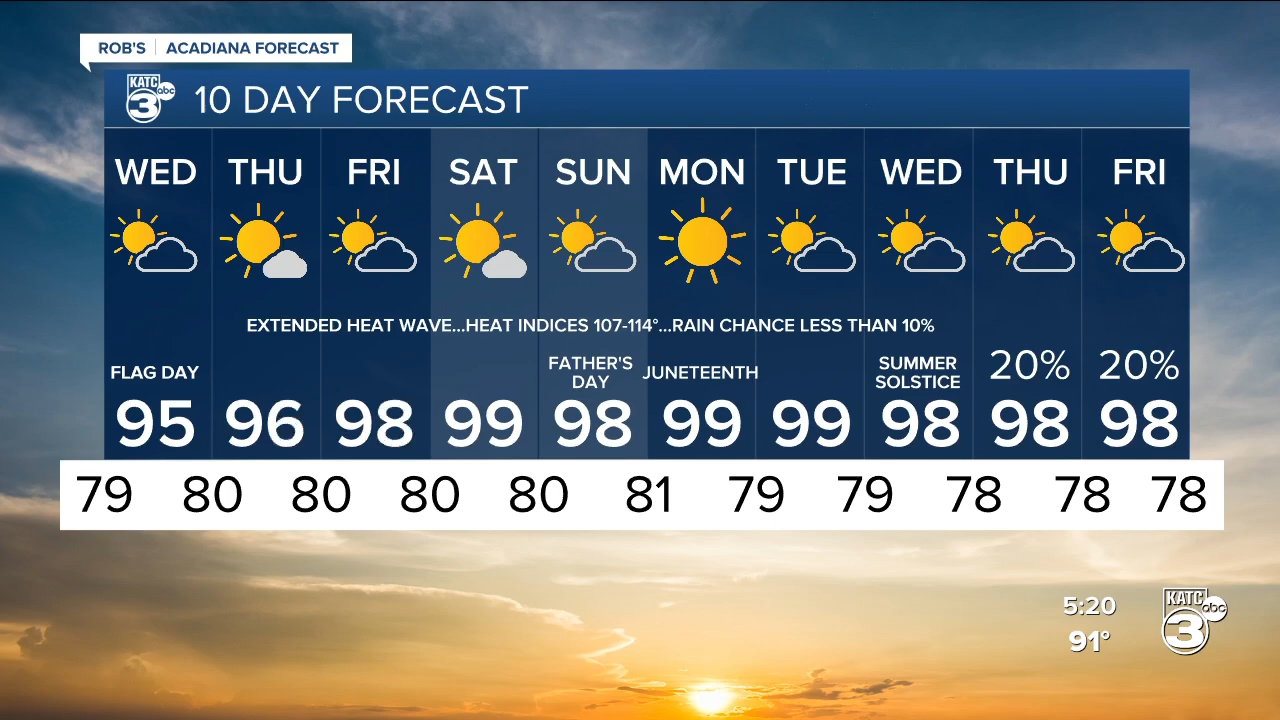 ROB'S | ACADIANA FORECAST
KATC abc 3
10 DAY FORECAST
WED THU FRI SAT SUN MON TUE WED THU FRI
EXTENDED HEAT WAVE...HEAT INDICES 107-114°...RAIN CHANCE LESS THAN 10%
FLAG DAY
FATHER'S
DAY
JUNETEENTH
SUMMER
SOLSTICE
20% 20%
95 96 98 99 98 99 99 98 98 98
79 80 80 80 80 81 79 79 78 78 78
5:20
91°
KATC abc 3